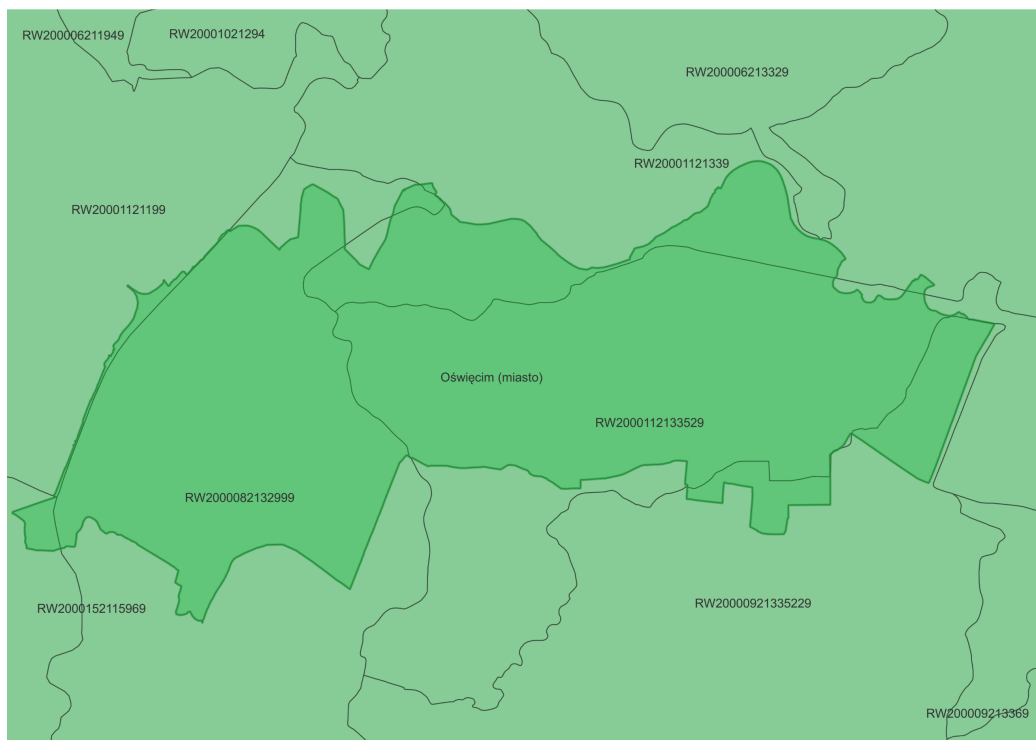 RW200006211949
RW20001021294
RW200006213329
RW20001121339
RW20001121199
Oświęcim (miasto)
RW2000112133529
RW2000082132999
RW2000152115969
RW20000921335229
RW200009213369